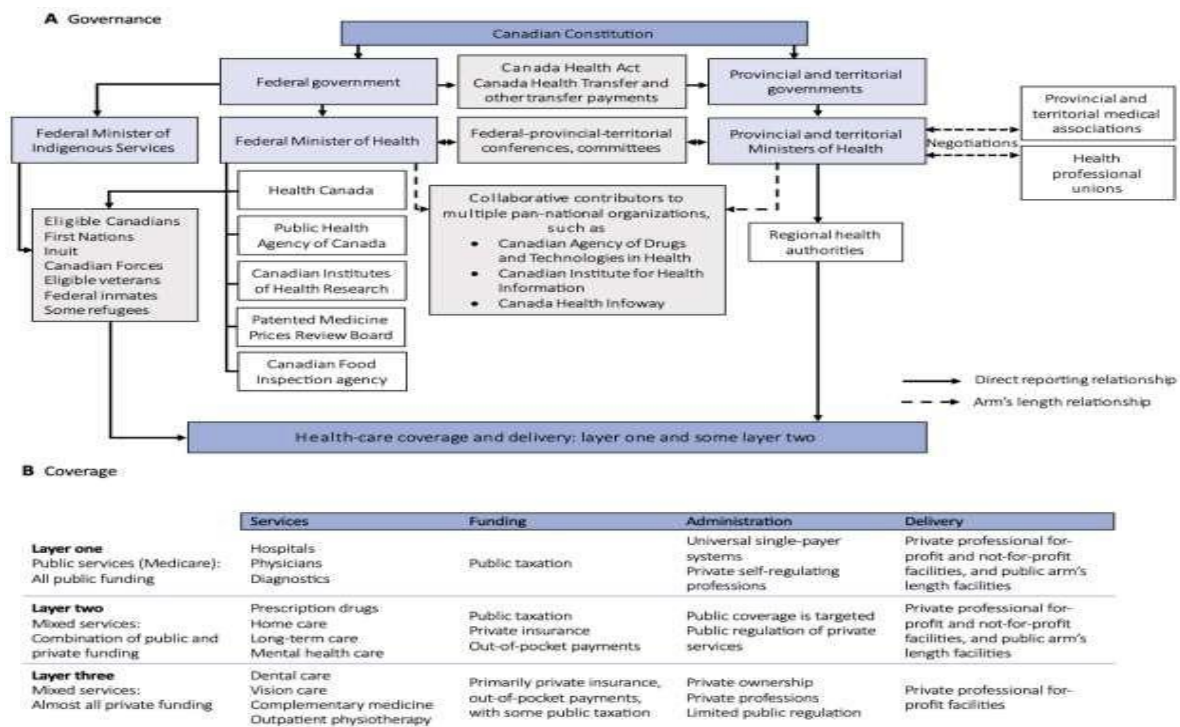 A Governance
Canadian Constitution
Federal government
Canada Health Act
Canada Health Transfer and
other transfer payments
Provincial and territorial
governments
Provincial and
territorial medical
associations
Federal Minister of
Indigenous Services
Federal Minister of Health
Federal-provincial-territorial
conferences, committees
Provincial and territorial
Ministers of Health
Negotiations
Health
professional
unions
Health Canada
Eligible Canadians
First Nations
Inuit
Canadian Forces
Eligible veterans
Federal inmates
Some refugees
Public Health
Agency of Canada
Canadian Institutes
of Health Research
Patented Medicine
Prices Review Board
Canadian Food
Inspection agency
Collaborative contributors to
multiple pan-national organizations,
such as
• Canadian Agency of Drugs
and Technologies in Health
• Canadian Institute for Health
Information
• Canada Health Infoway
Regional health
authorities
Direct reporting relationship
Arm's length relationship
Health-care coverage and delivery: layer one and some layer two
B Coverage
Services Funding Administration Delivery
Layer one
Public services (Medicare):
All public funding
Hospitals
Physicians
Diagnostics
Public taxation
Universal single-payer
systems
Private self-regulating
professions
Private professional for-
profit and not-for-profit
facilities, and public arm's
length facilities
Layer two
Mixed services:
Combination of public and
private funding
Prescription drugs
Home care
Long-term care
Mental health care
Public taxation
Private insurance
Out-of-pocket payments
Public coverage is targeted
Public regulation of private
services
Private professional for-
profit and not-for-profit
facilities, and public arm's
length facilities
Layer three
Mixed services:
Almost all private funding
Dental care
Vision care
Complementary medicine
Outpatient physiotherapy
Primarily private insurance,
out-of-pocket payments,
with some public taxation
Private ownership
Private professions
Limited public regulation
Private professional for-
profit facilities